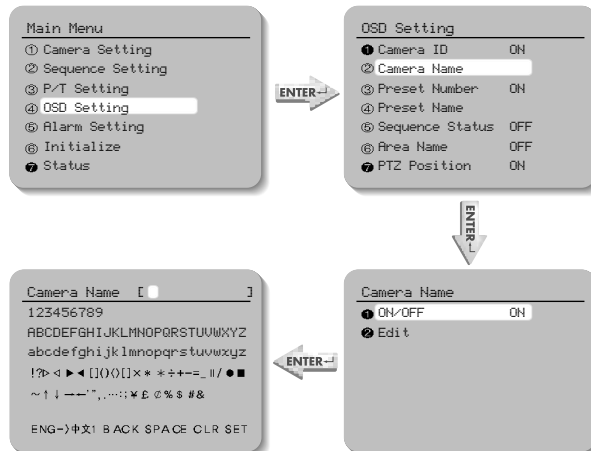 Main Menu
① Camera Setting
② Sequence Setting
③ P/T Setting
④ OSD Setting
⑤ Alarm Setting
⑥ Initialize
❼ Status
ENTER
OSD Setting
❶ Camera ID ON
② Camera Name
③ Preset Number ON
④ Preset Name
⑤ Sequence Status OFF
⑥ Area Name OFF
❼ PTZ Position ON
ENTER
Camera Name
❶ ON/OFF ON
❷ Edit
ENTER
Camera Name [ ]
123456789
ABCDEFGHIJKLMNOPQRSTUVWXYZ
abcdefghijklmnopqrstuvwxyz
!?▷◁▶◀[]()⟨⟩[]××∗÷+-=_‖/●■
~↑↓→←'",.…:;¥£∅%$#&
ENG->中文1 BACK SPACE CLR SET